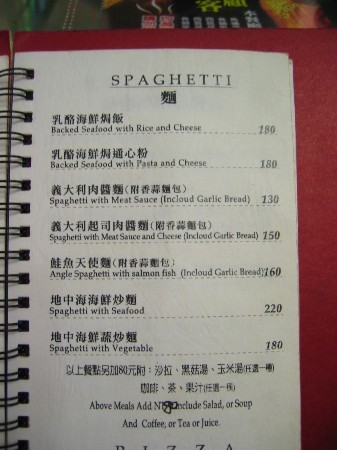 SPAGHETTI
麵
乳酪海鮮焗飯
Backed Seafood with Rice and Cheese 180
乳酪海鮮焗通心粉
Backed Seafood with Pasta and Cheese 180
義大利肉醬麵(附香蒜麵包)
Spaghetti with Meat Sauce (Incloud Garlic Bread) 130
義大利起司肉醬麵(附香蒜麵包)
Spaghetti with Meat Sauce and Cheese (Incloud Garlic Bread) 150
鮭魚天使麵(附香蒜麵包)
Angle Spaghetti with salmon fish (Incloud Garlic Bread) 160
地中海海鮮炒麵
Spaghetti with Seafood 220
地中海鮮蔬炒麵
Spaghetti with Vegetable 180
以上餐點另加80元附：沙拉、黑菇湯、玉米湯(任選一種)
咖啡、茶、果汁(任選一種)
Above Meals Add Include Salad, or Soup
And Coffee, or Tea or Juice.
PIZZA